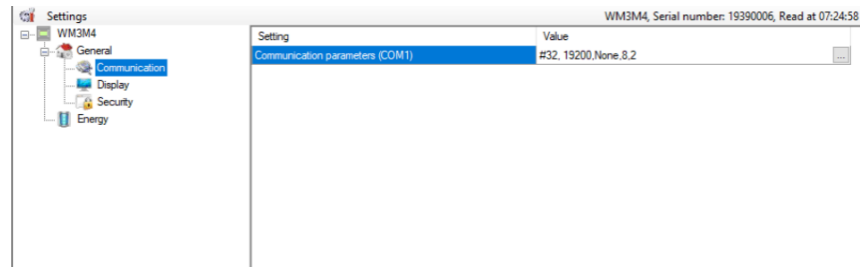 Settings
WM3M4, Serial number: 19390006, Read at 07:24:58
WM3M4
General
Communication
Display
Security
Energy
Setting Value
Communication parameters (COM1) #32, 19200,None,8,2 ...